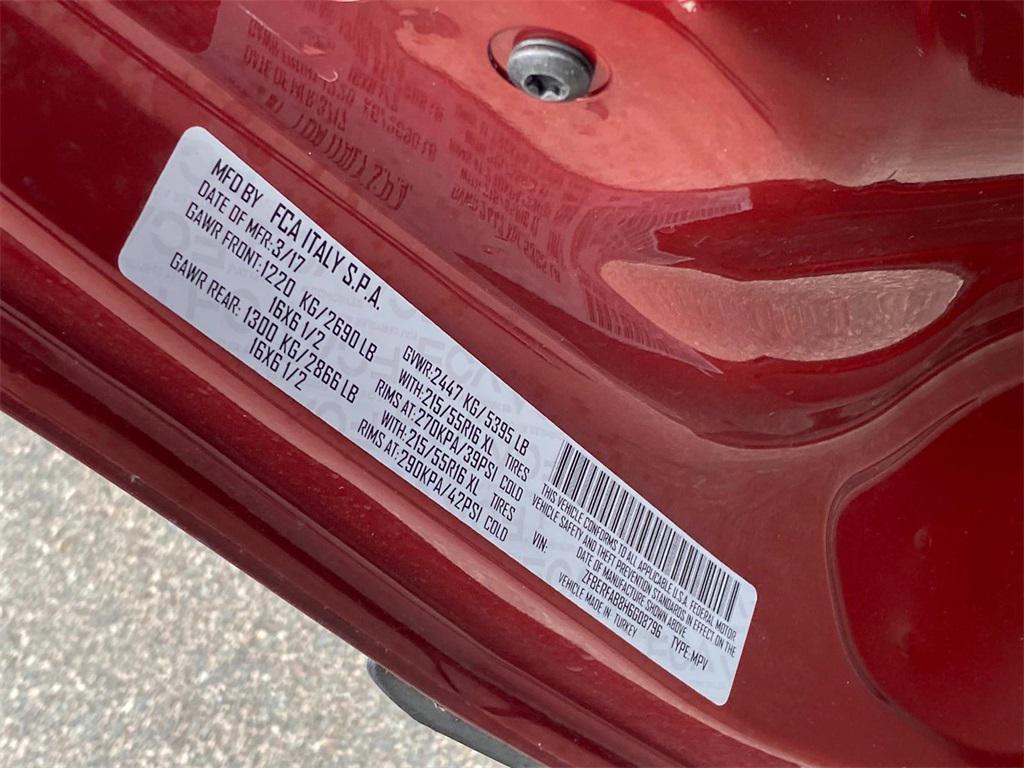 MFD BY FCA ITALY S.P.A.
DATE OF MFR:3/17
GAWR FRONT:1220 KG/2690 LB
16X6 1/2
GAWR REAR: 1300 KG/2866 LB
16X6 1/2
GVWR:2447 KG/5395 LB
WITH:215/55R16 XL TIRES
RIMS AT:270KPA/39PSI COLD
WITH:215/55R16 XL TIRES
RIMS AT:290KPA/42PSI COLD
THIS VEHICLE CONFORMS TO ALL APPLICABLE U.S.A. FEDERAL MOTOR
VEHICLE SAFETY AND THEFT PREVENTION STANDARDS IN EFFECT ON THE
DATE OF MANUFACTURE SHOWN ABOVE.
VIN: ZFBERFAB8H6G08796 TYPE:MPV
VEHICLE MADE IN TURKEY